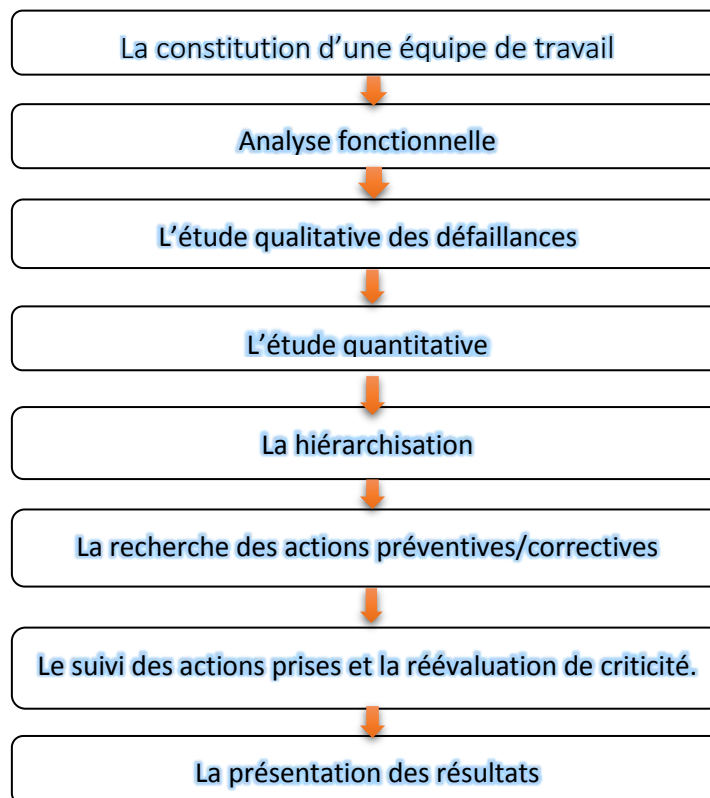 La constitution d’une équipe de travail
Analyse fonctionnelle
L’étude qualitative des défaillances
L’étude quantitative
La hiérarchisation
La recherche des actions préventives/correctives
Le suivi des actions prises et la réévaluation de criticité.
La présentation des résultats